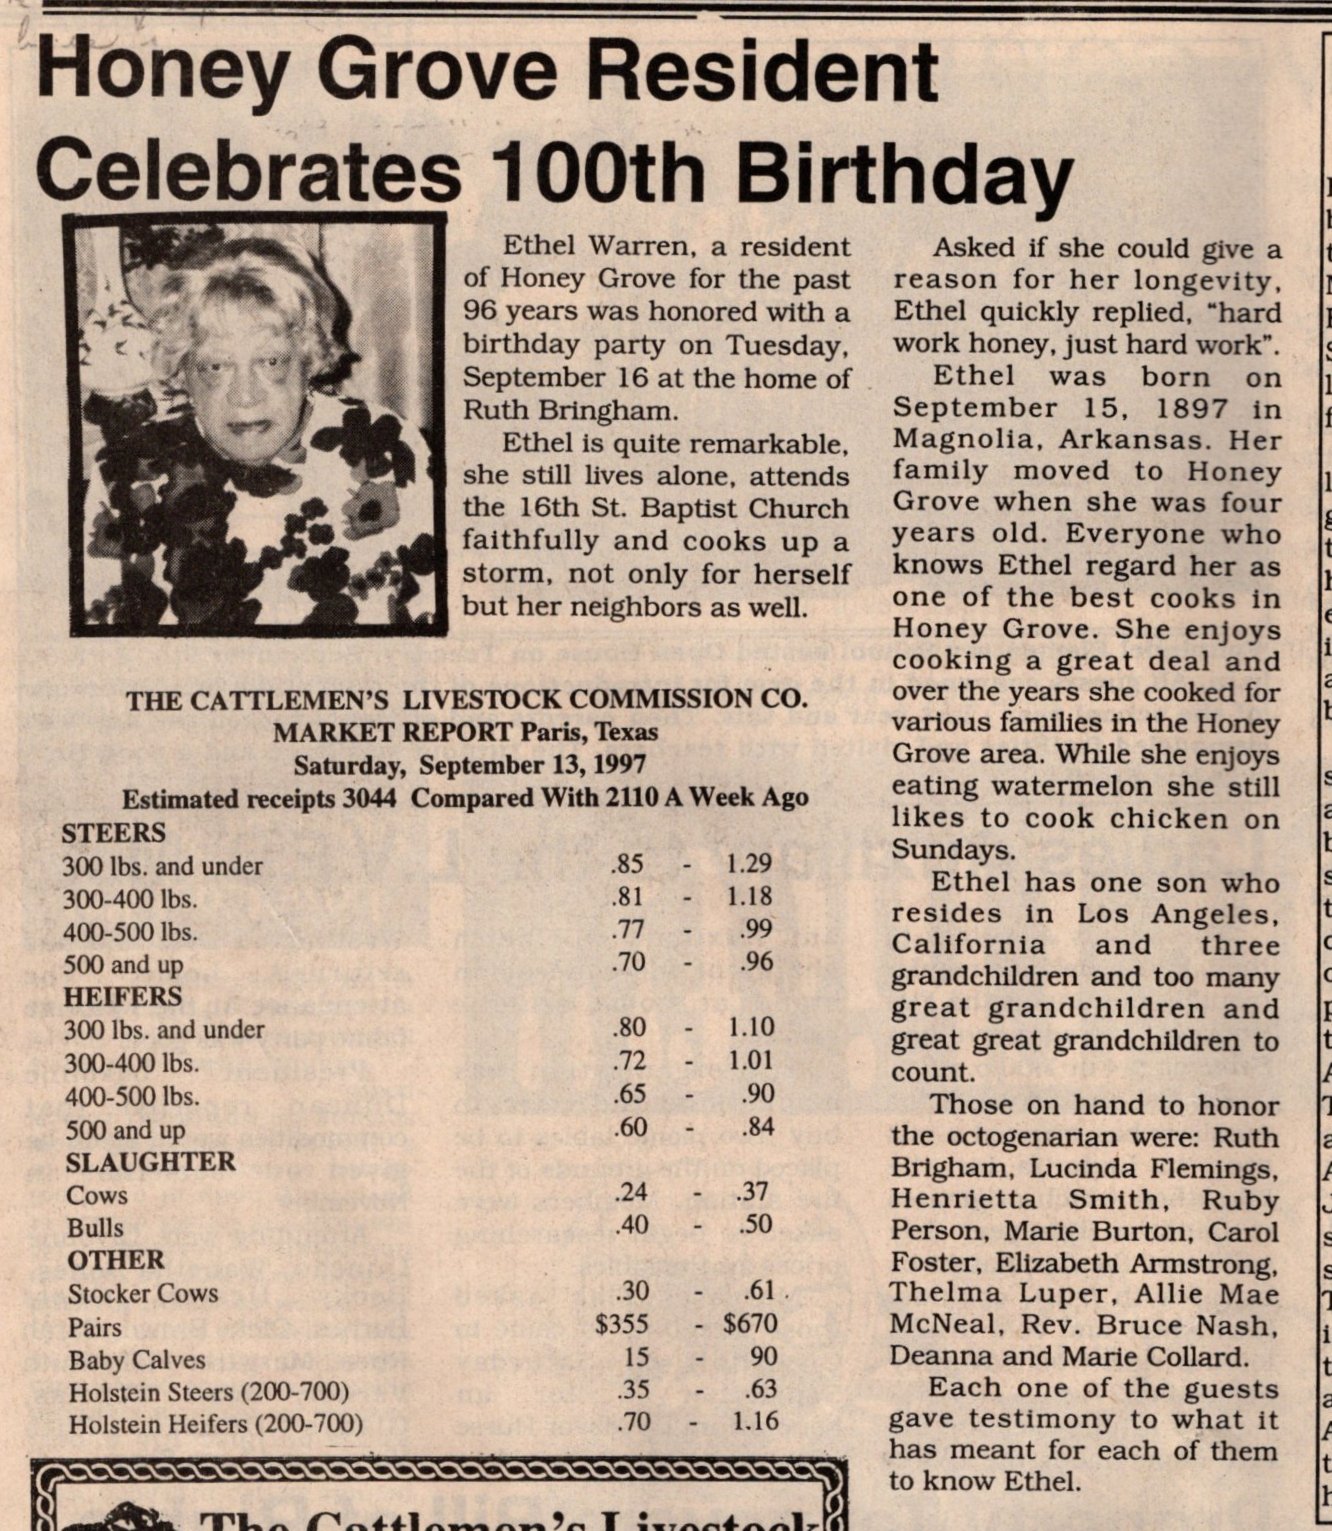 Honey Grove Resident
Celebrates 100th Birthday
Ethel Warren, a resident
of Honey Grove for the past
96 years was honored with a
birthday party on Tuesday,
September 16 at the home of
Ruth Bringham.
Ethel is quite remarkable,
she still lives alone, attends
the 16th St. Baptist Church
faithfully and cooks up a
storm, not only for herself
but her neighbors as well.
Asked if she could give a
reason for her longevity,
Ethel quickly replied, "hard
work honey, just hard work".
Ethel was born on
September 15, 1897 in
Magnolia, Arkansas. Her
family moved to Honey
Grove when she was four
years old. Everyone who
knows Ethel regard her as
one of the best cooks in
Honey Grove. She enjoys
cooking a great deal and
over the years she cooked for
various families in the Honey
Grove area. While she enjoys
eating watermelon she still
likes to cook chicken on
Sundays.
Ethel has one son who
resides in Los Angeles,
California and three
grandchildren and too many
great grandchildren and
great great grandchildren to
count.
Those on hand to honor
the octogenarian were: Ruth
Brigham, Lucinda Flemings,
Henrietta Smith, Ruby
Person, Marie Burton, Carol
Foster, Elizabeth Armstrong,
Thelma Luper, Allie Mae
McNeal, Rev. Bruce Nash,
Deanna and Marie Collard.
Each one of the guests
gave testimony to what it
has meant for each of them
to know Ethel.
THE CATTLEMEN'S LIVESTOCK COMMISSION CO.
MARKET REPORT Paris, Texas
Saturday, September 13, 1997
Estimated receipts 3044 Compared With 2110 A Week Ago
STEERS
300 lbs. and under .85 - 1.29
300-400 lbs. .81 - 1.18
400-500 lbs. .77 - .99
500 and up .70 - .96
HEIFERS
300 lbs. and under .80 - 1.10
300-400 lbs. .72 - 1.01
400-500 lbs. .65 - .90
500 and up .60 - .84
SLAUGHTER
Cows .24 - .37
Bulls .40 - .50
OTHER
Stocker Cows .30 - .61
Pairs $355 - $670
Baby Calves 15 - 90
Holstein Steers (200-700) .35 - .63
Holstein Heifers (200-700) .70 - 1.16
The Cattlemen's Livestock